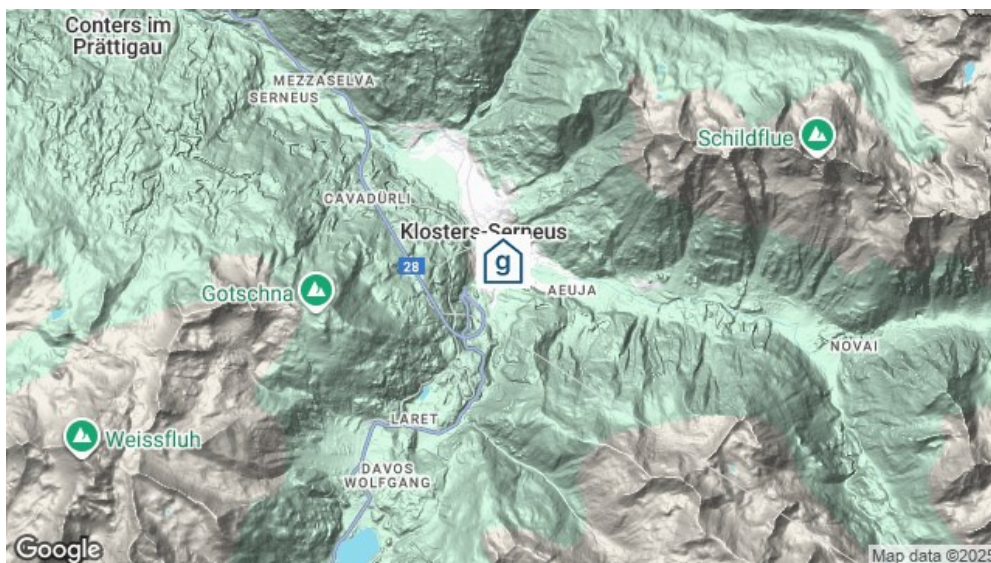 Conters im
Prättigau
MEZZASELVA
SERNEUS
Schildflue
CAVADÜRLI
Klosters-Serneus
g
28
Gotschna
AEUJA
NOVAI
LARET
Weissfluh
DAVOS
WOLFGANG
Google
Map data ©2025